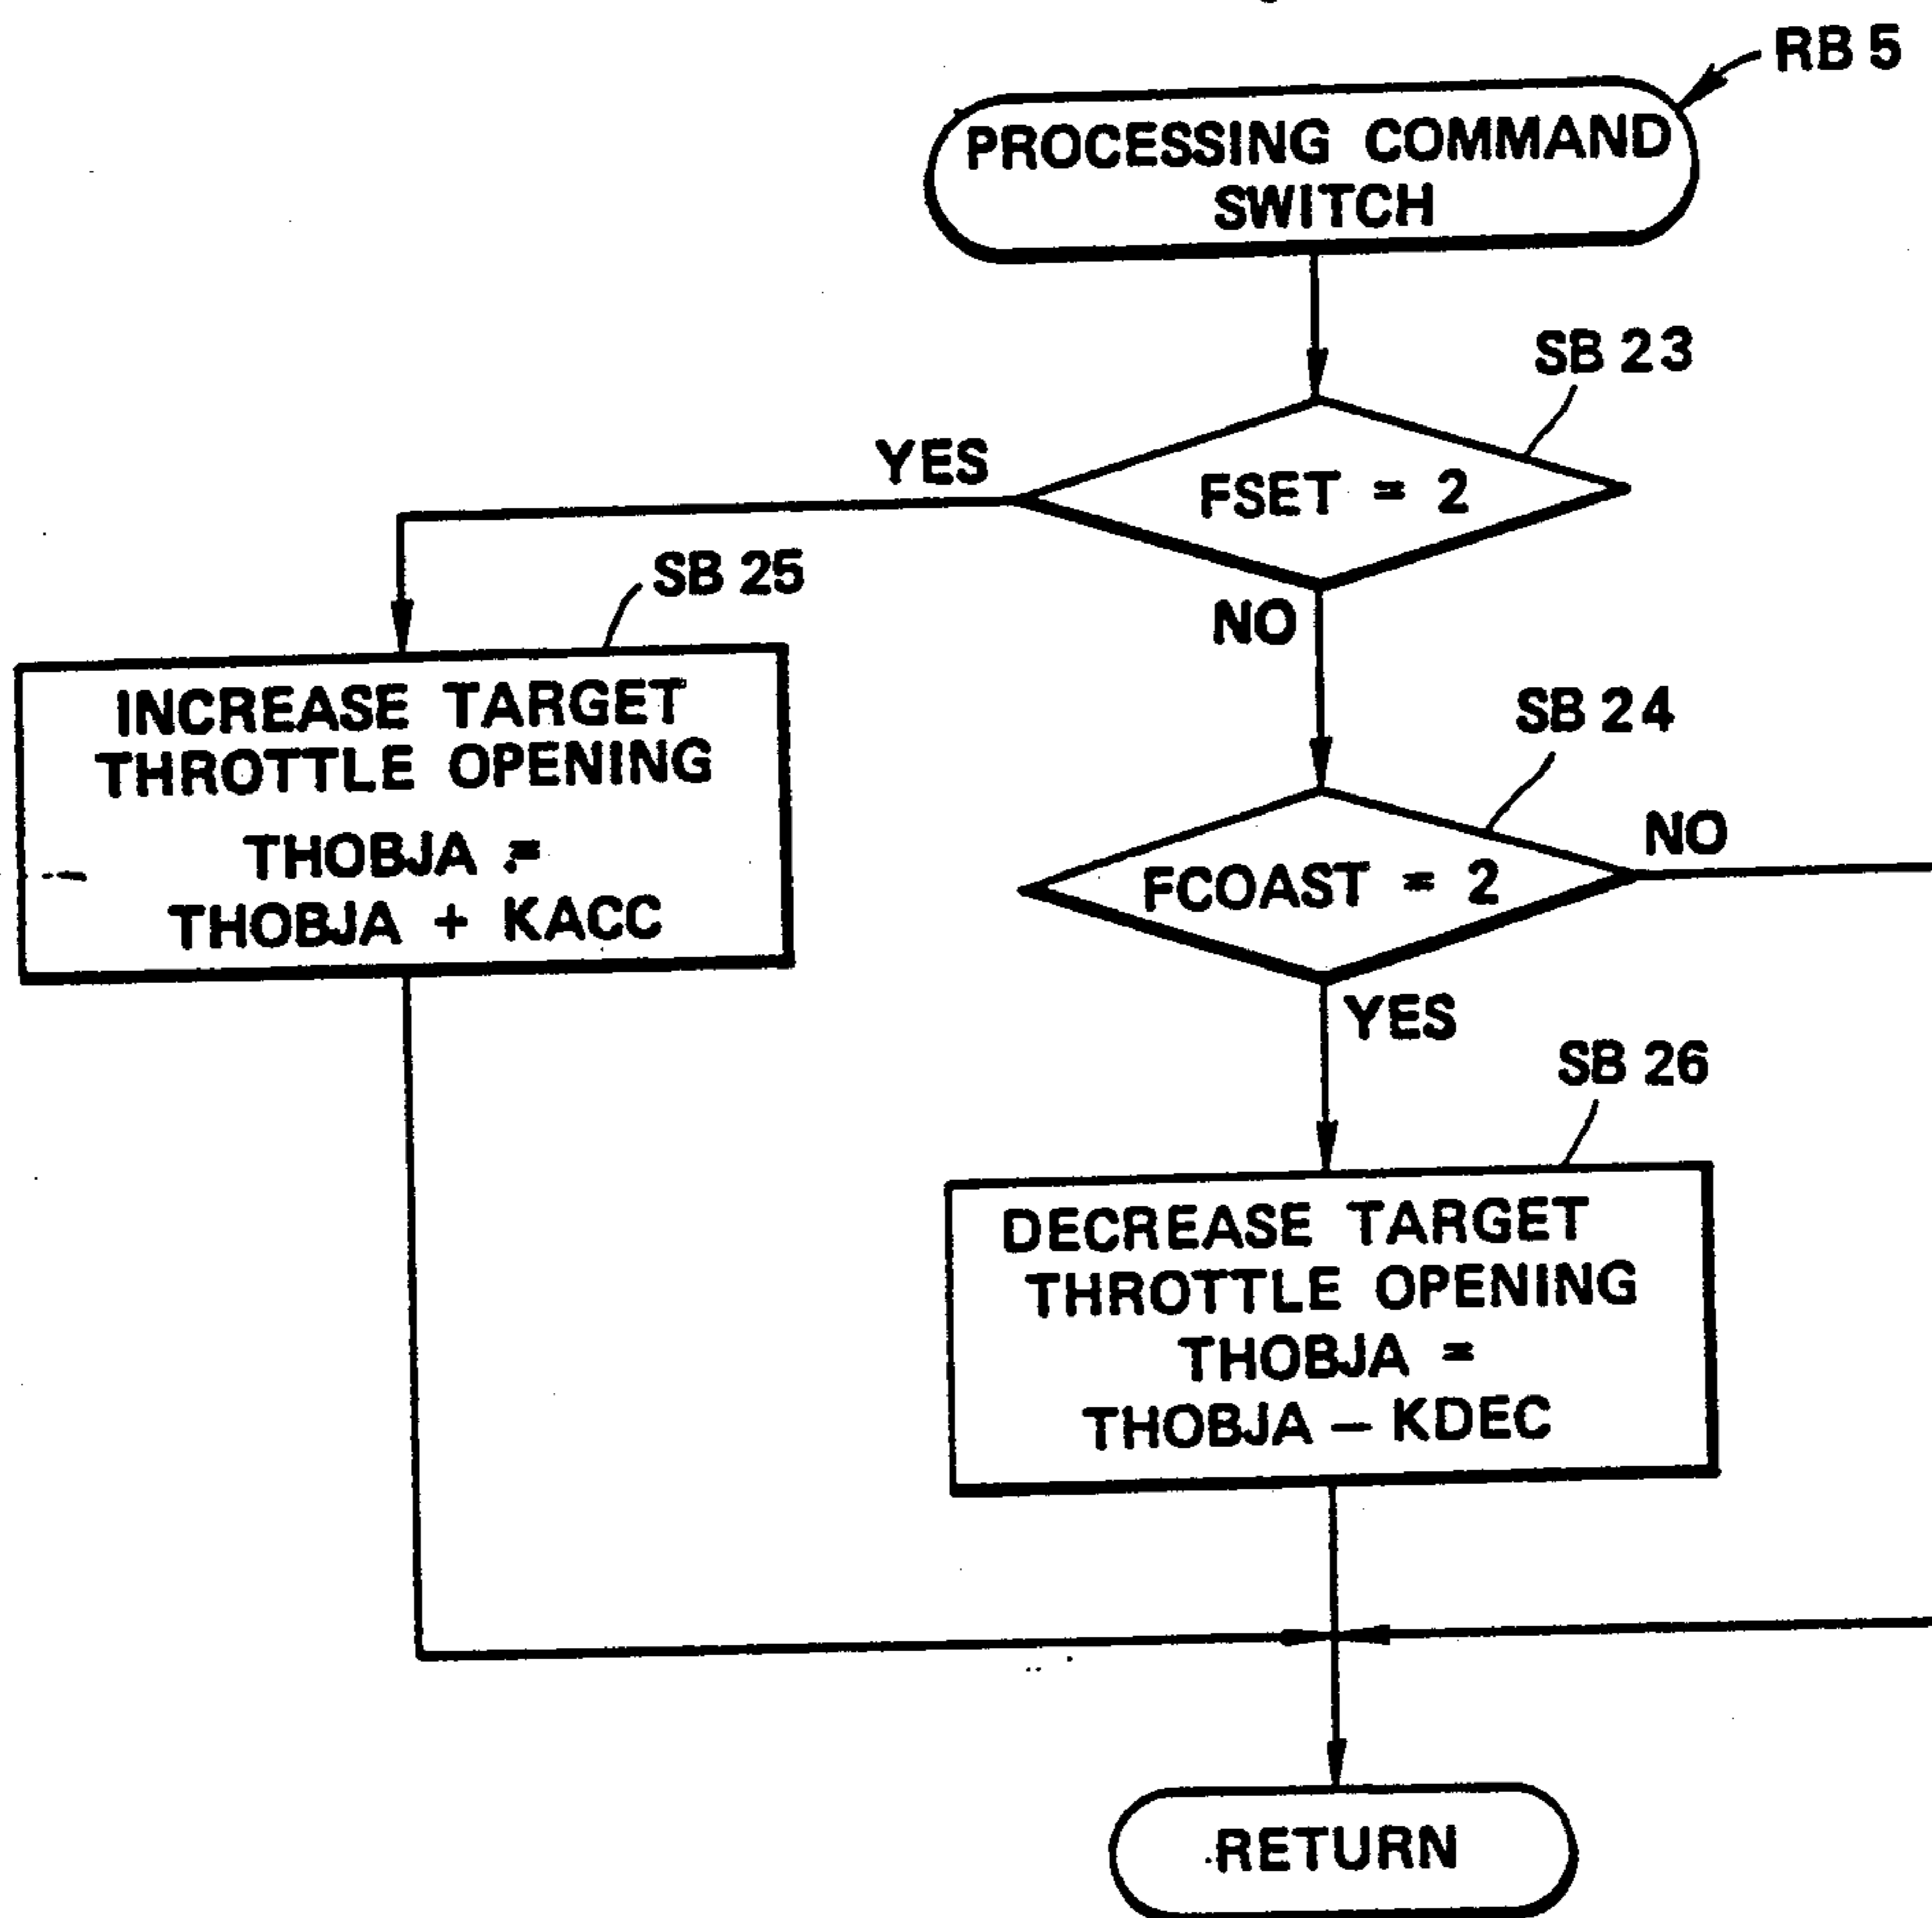 RB 5
PROCESSING COMMAND
SWITCH
SB 23
YES
FSET = 2
SB 25
NO
INCREASE TARGET
THROTTLE OPENING
THOBJA =
THOBJA + KACC
SB 24
NO
FCOAST = 2
YES
SB 26
DECREASE TARGET
THROTTLE OPENING
THOBJA =
THOBJA – KDEC
RETURN